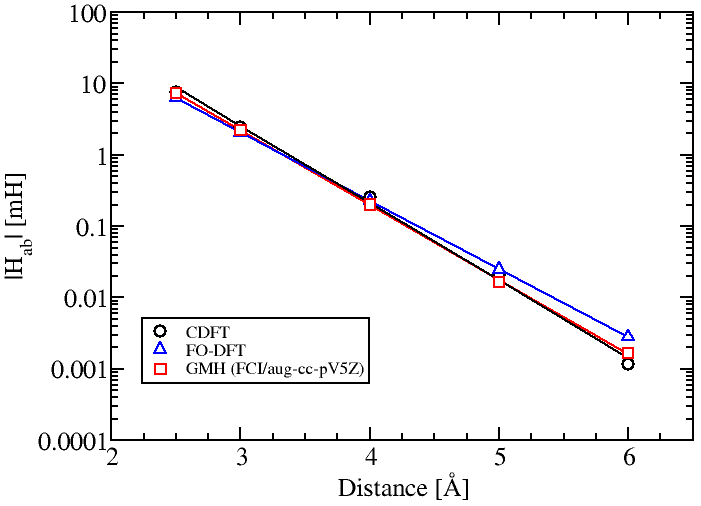 100
10
1
0.1
0.01
0.001
0.0001
|H_ab| [mH]
CDFT
FO-DFT
GMH (FCI/aug-cc-pV5Z)
2 3 4 5 6
Distance [Å]